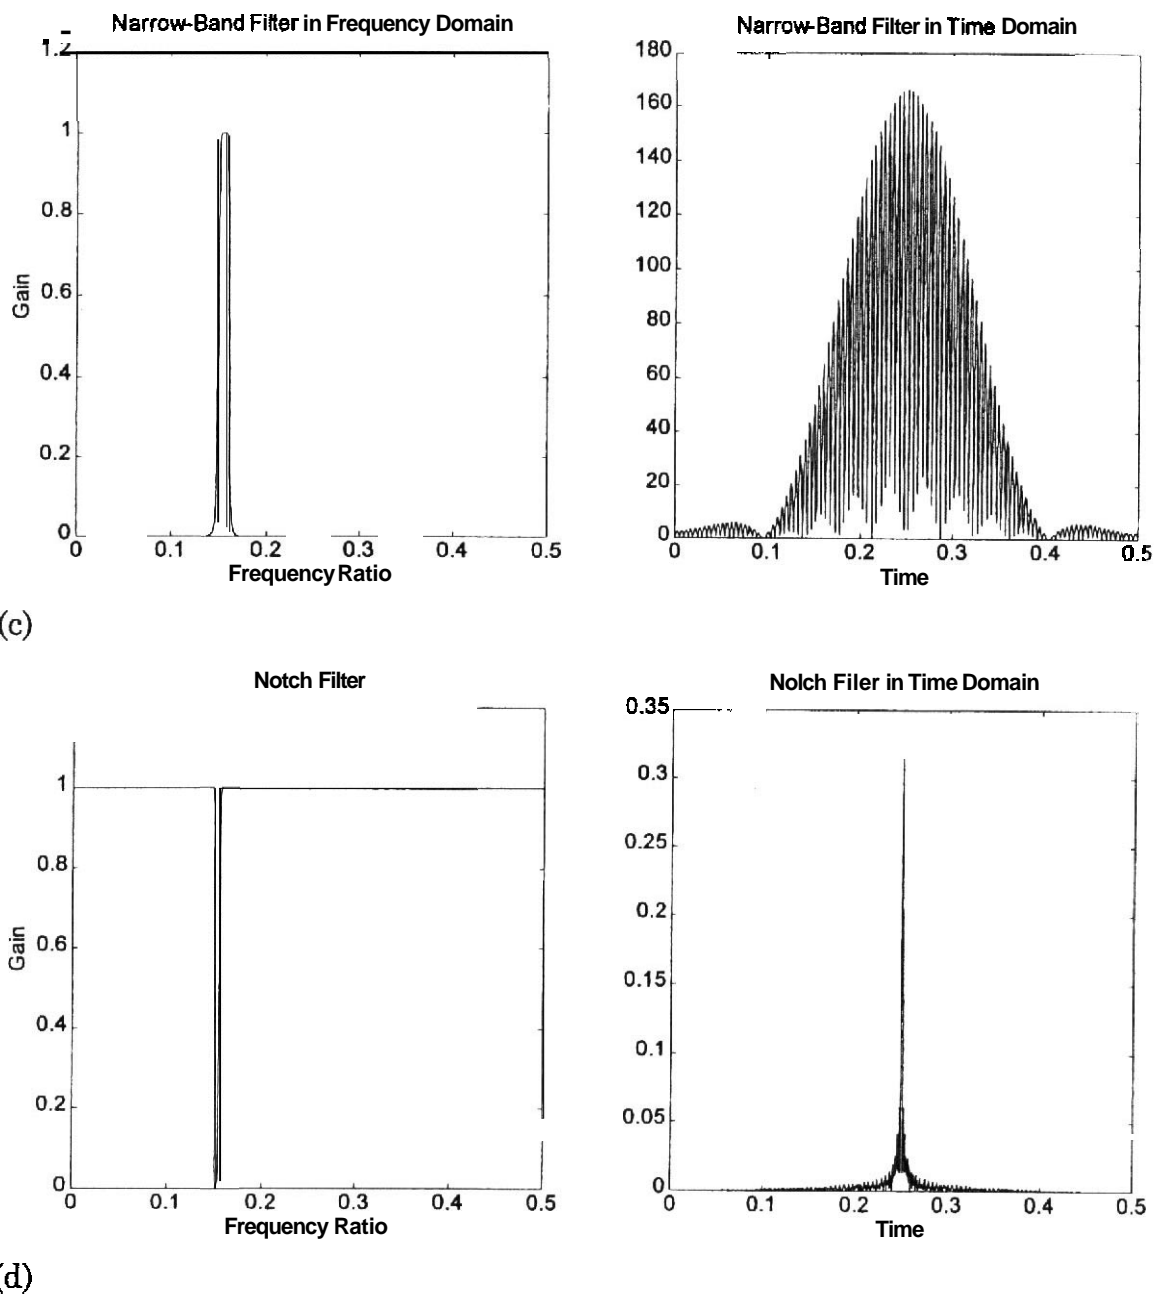 Narrow-Band Filter in Frequency Domain
1.2
1
0.8
0.6
0.4
0.2
0
Gain
0 0.1 0.2 0.3 0.4 0.5
Frequency Ratio
Narrow-Band Filter in Time Domain
180
160
140
120
100
80
60
40
20
0
0 0.1 0.2 0.3 0.4 0.5
Time
(c)
Notch Filter
1
0.8
0.6
0.4
0.2
0
Gain
0 0.1 0.2 0.3 0.4 0.5
Frequency Ratio
Nolch Filer in Time Domain
0.35
0.3
0.25
0.2
0.15
0.1
0.05
0
0 0.1 0.2 0.3 0.4 0.5
Time
(d)